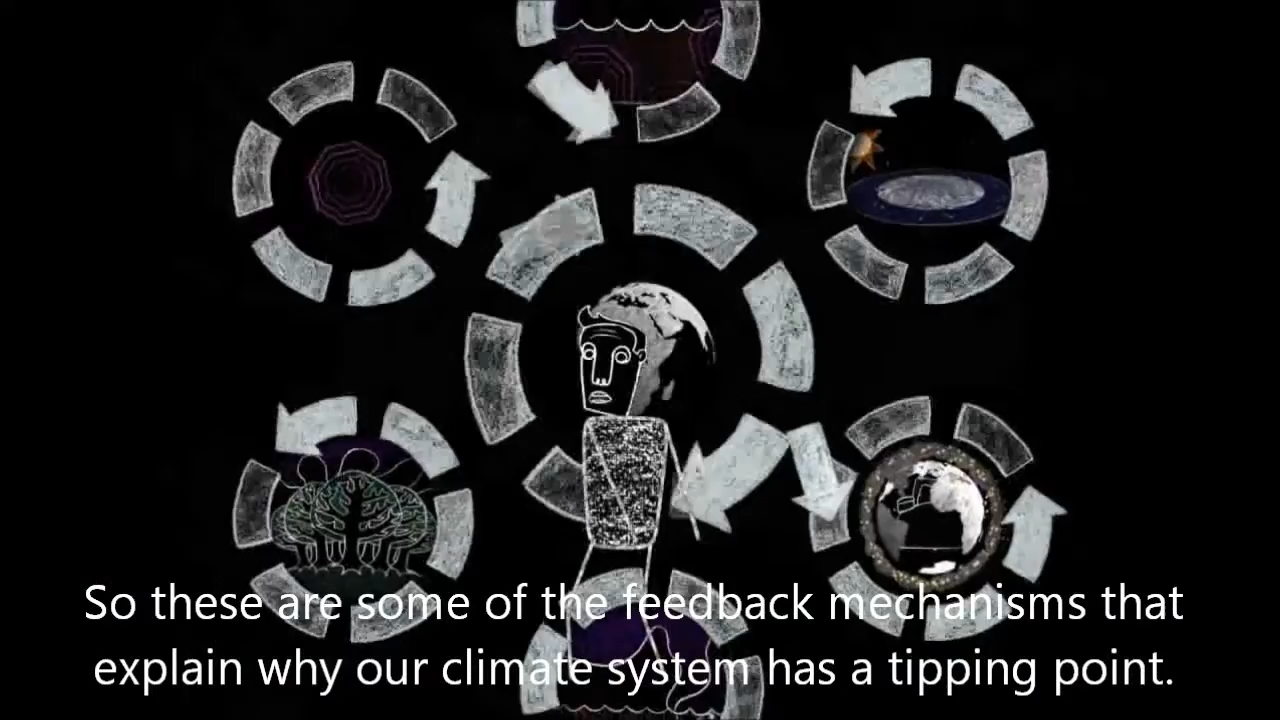 So these are some of the feedback mechanisms that
explain why our climate system has a tipping point.